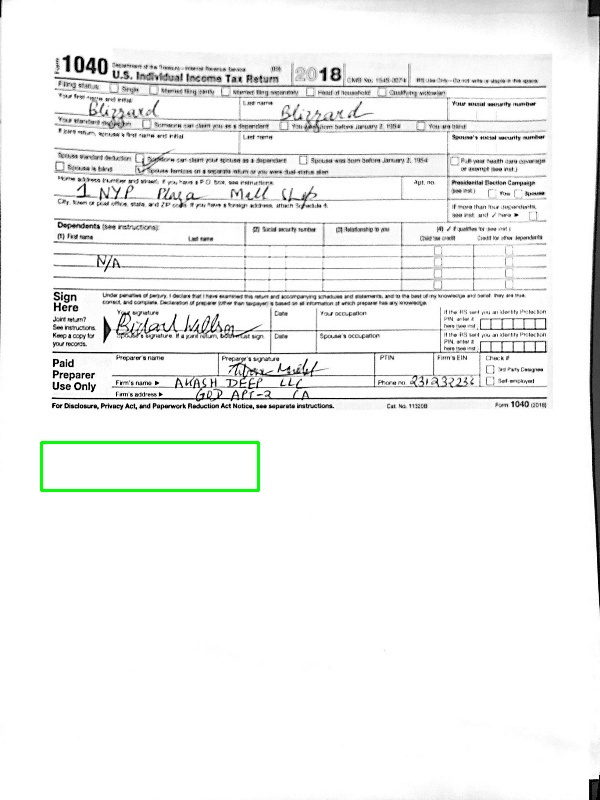 Form 1040 Department of the Treasury—Internal Revenue Service (99)
U.S. Individual Income Tax Return 2018 OMB No. 1545-0074 IRS Use Only—Do not write or staple in this space.
Filing status: Single Married filing jointly Married filing separately Head of household Qualifying widow(er)
Your first name and initial Last name Your social security number
Blizzard Blizzard
Your standard deduction: Someone can claim you as a dependent You were born before January 2, 1954 You are blind
If joint return, spouse's first name and initial Last name Spouse's social security number
Spouse standard deduction: Someone can claim your spouse as a dependent Spouse was born before January 2, 1954 Full-year health care coverage
Spouse is blind Spouse itemizes on a separate return or you were dual-status alien or exempt (see inst.)
Home address (number and street). If you have a P.O. box, see instructions. Apt. no. Presidential Election Campaign
1 NYP Plaza Mall Shop (see inst.) You Spouse
City, town or post office, state, and ZIP code. If you have a foreign address, attach Schedule 6. If more than four dependents,
see inst. and ✓ here ▶
Dependents (see instructions): (2) Social security number (3) Relationship to you (4) ✓ if qualifies for (see inst.):
(1) First name Last name Child tax credit Credit for other dependents
N/A
Sign Here Under penalties of perjury, I declare that I have examined this return and accompanying schedules and statements, and to the best of my knowledge and belief, they are true,
correct, and complete. Declaration of preparer (other than taxpayer) is based on all information of which preparer has any knowledge.
Joint return? See instructions. Keep a copy for your records.
Your signature Date Your occupation If the IRS sent you an Identity Protection PIN, enter it here (see inst.)
Spouse's signature. If a joint return, both must sign. Date Spouse's occupation If the IRS sent you an Identity Protection PIN, enter it here (see inst.)
Paid Preparer Use Only
Preparer's name Preparer's signature PTIN Firm's EIN Check if:
3rd Party Designee
Firm's name ▶ AKASH DEEP LLC Phone no. 231232236 Self-employed
Firm's address ▶ GRD APT-2 CA
For Disclosure, Privacy Act, and Paperwork Reduction Act Notice, see separate instructions. Cat. No. 11320B Form 1040 (2018)